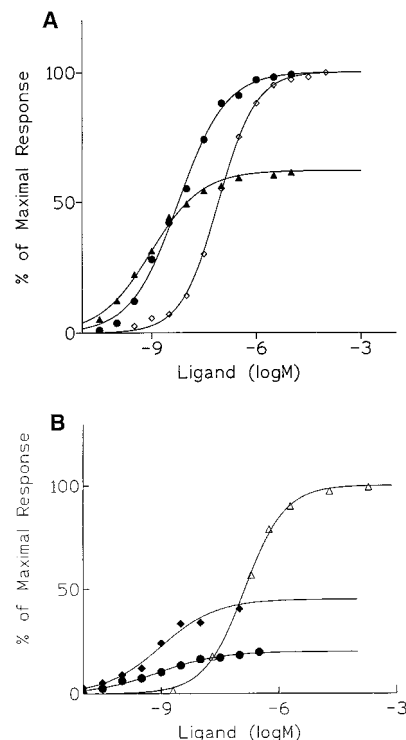 A
% of Maximal Response
100
50
0
-9
-6
-3
Ligand (logM)
B
% of Maximal Response
100
50
0
-9
-6
-3
Ligand (logM)